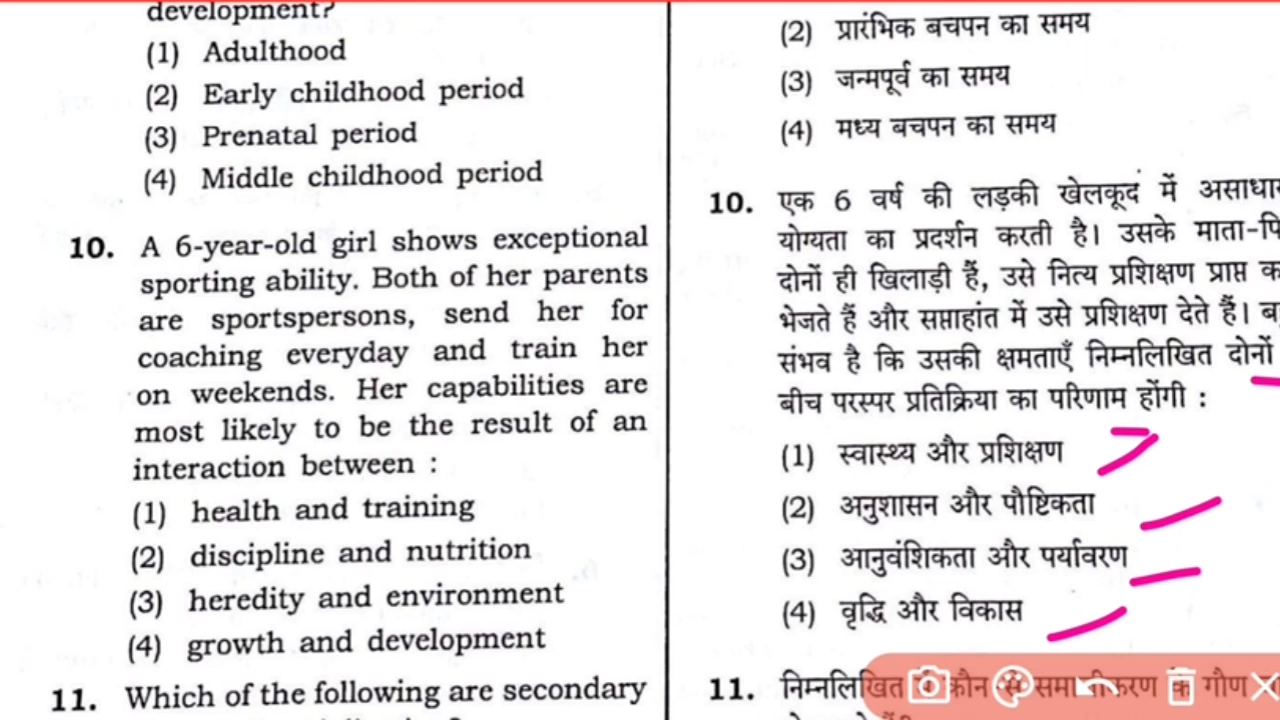 development?
(1) Adulthood
(2) Early childhood period
(3) Prenatal period
(4) Middle childhood period
10. A 6-year-old girl shows exceptional
sporting ability. Both of her parents
are sportspersons, send her for
coaching everyday and train her
on weekends. Her capabilities are
most likely to be the result of an
interaction between :
(1) health and training
(2) discipline and nutrition
(3) heredity and environment
(4) growth and development
11. Which of the following are secondary
(2) प्रारंभिक बचपन का समय
(3) जन्मपूर्व का समय
(4) मध्य बचपन का समय
10. एक 6 वर्ष की लड़की खेलकूद में
योग्यता का प्रदर्शन करती है। उसके
दोनों ही खिलाड़ी हैं, उसे नित्य प्रशिक्षण प्राप्त
भेजते हैं और सप्ताहांत में उसे प्रशिक्षण देते हैं।
संभव है कि उसकी क्षमताएँ निम्नलिखित दोनों
बीच परस्पर प्रतिक्रिया का परिणाम होंगी :
(1) स्वास्थ्य और प्रशिक्षण
(2) अनुशासन और पौष्टिकता
(3) आनुवंशिकता और पर्यावरण
(4) वृद्धि और विकास
11. निम्नलिखित में कौन से के गौण